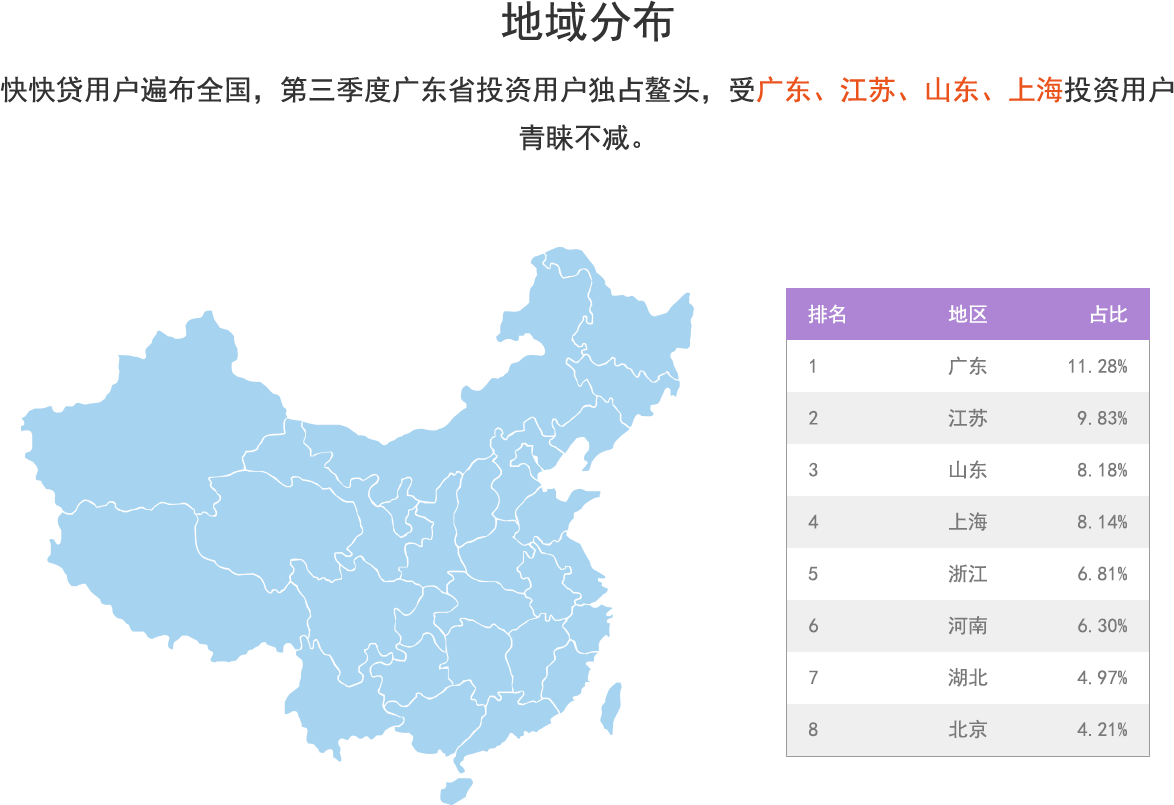 地域分布
快快贷用户遍布全国，第三季度广东省投资用户独占鳌头，受广东、江苏、山东、上海投资用户
青睐不减。
排名 地区 占比
1 广东 11.28%
2 江苏 9.83%
3 山东 8.18%
4 上海 8.14%
5 浙江 6.81%
6 河南 6.30%
7 湖北 4.97%
8 北京 4.21%